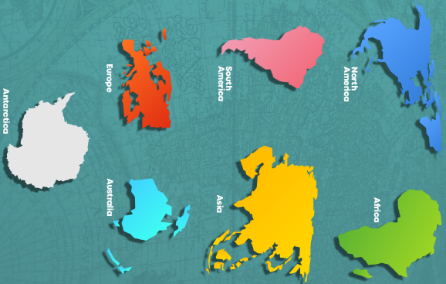 North
America
Africa
South
America
Asia
Europe
Australia
Antarctica